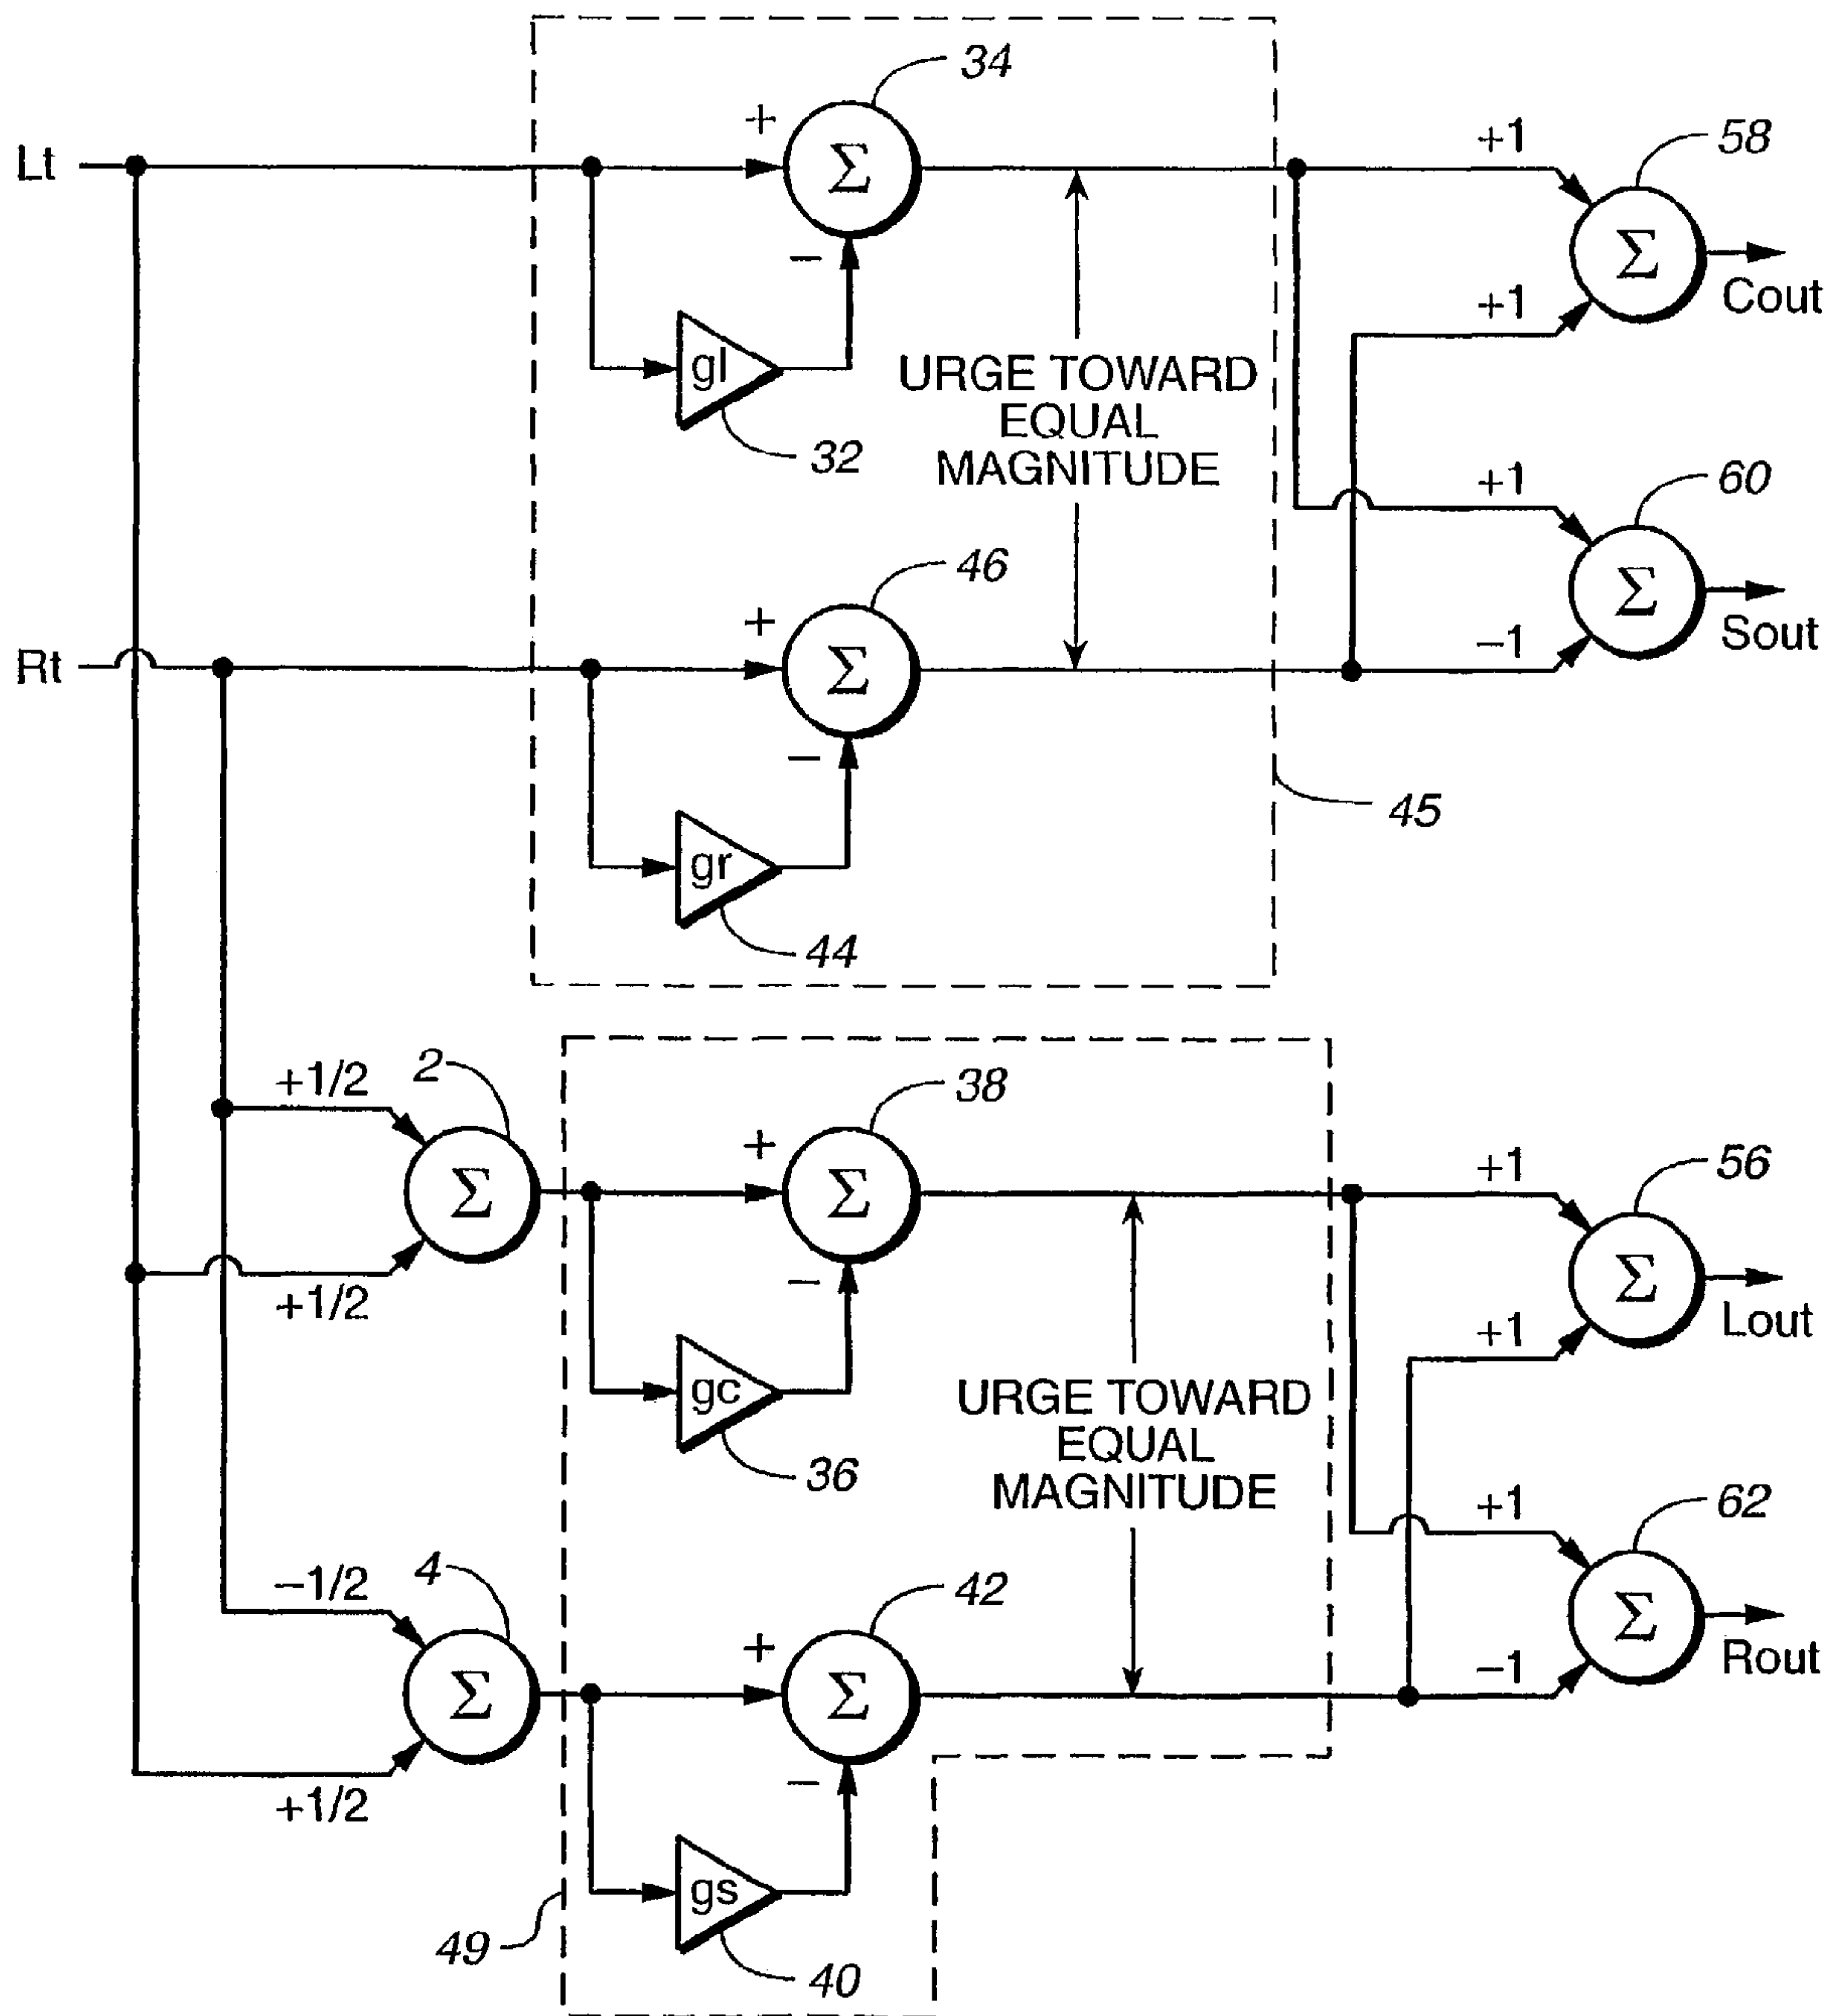 34
+
+1
58
Lt
Σ
Σ
−
+1
Cout
gl
URGE TOWARD
EQUAL
MAGNITUDE
32
+1
60
46
+
Σ
Rt
Σ
Sout
−1
−
45
gr
44
2
+1/2
38
+
+1
56
Σ
Σ
−
+1/2
Σ
+1
Lout
gc
URGE TOWARD
EQUAL
MAGNITUDE
36
+1
62
4
−1/2
42
+
Σ
Σ
Σ
−1
Rout
−
+1/2
gs
49
40